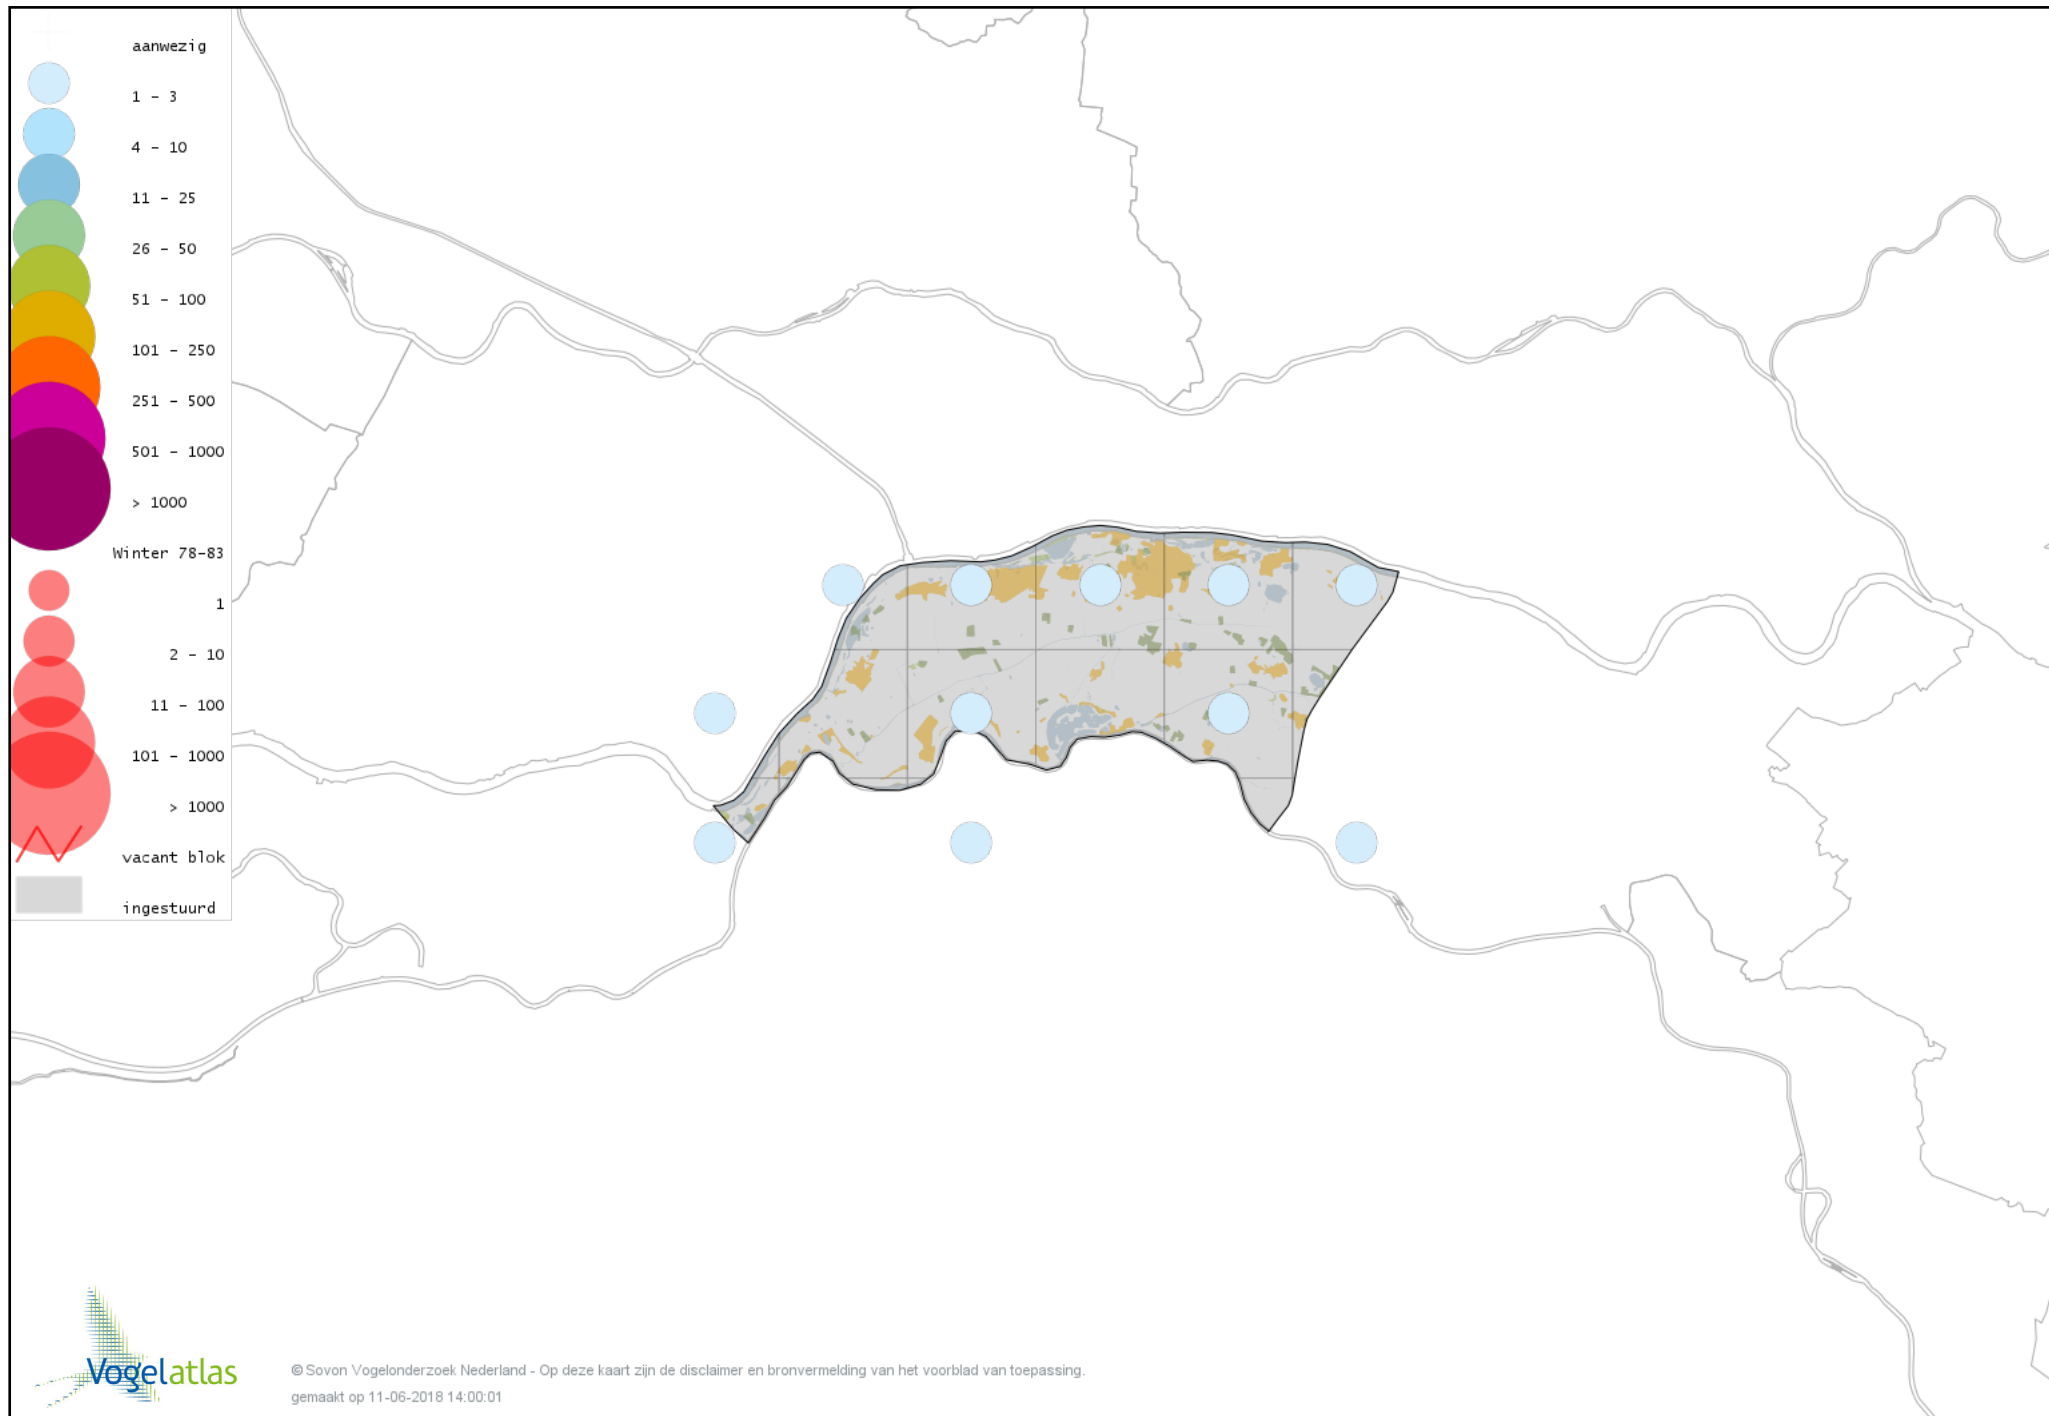 aanwezig
1 - 3
4 - 10
11 - 25
26 - 50
51 - 100
101 - 250
251 - 500
501 - 1000
> 1000
Winter 78-83
1
2 - 10
11 - 100
101 - 1000
> 1000
vacant blok
ingestuurd
Vogelatlas
© Sovon Vogelonderzoek Nederland - Op deze kaart zijn de disclaimer en bronvermelding van het voorblad van toepassing.
gemaakt op 11-06-2018 14:00:01